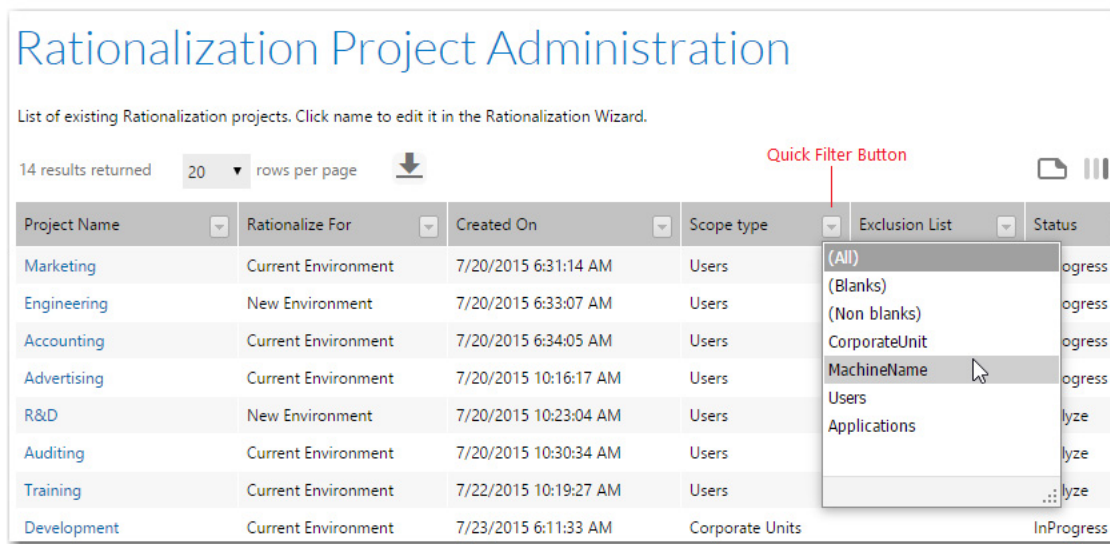 Rationalization Project Administration
List of existing Rationalization projects. Click name to edit it in the Rationalization Wizard.
Quick Filter Button
14 results returned 20 rows per page
Project Name Rationalize For Created On Scope type Exclusion List Status
Marketing Current Environment 7/20/2015 6:31:14 AM Users ogress
Engineering New Environment 7/20/2015 6:33:07 AM Users ogress
Accounting Current Environment 7/20/2015 6:34:05 AM Users ogress
Advertising Current Environment 7/20/2015 10:16:17 AM Users ogress
R&D New Environment 7/20/2015 10:23:04 AM Users lyze
Auditing Current Environment 7/20/2015 10:30:34 AM Users lyze
Training Current Environment 7/22/2015 10:19:27 AM Users lyze
Development Current Environment 7/23/2015 6:11:33 AM Corporate Units InProgress
(All)
(Blanks)
(Non blanks)
CorporateUnit
MachineName
Users
Applications